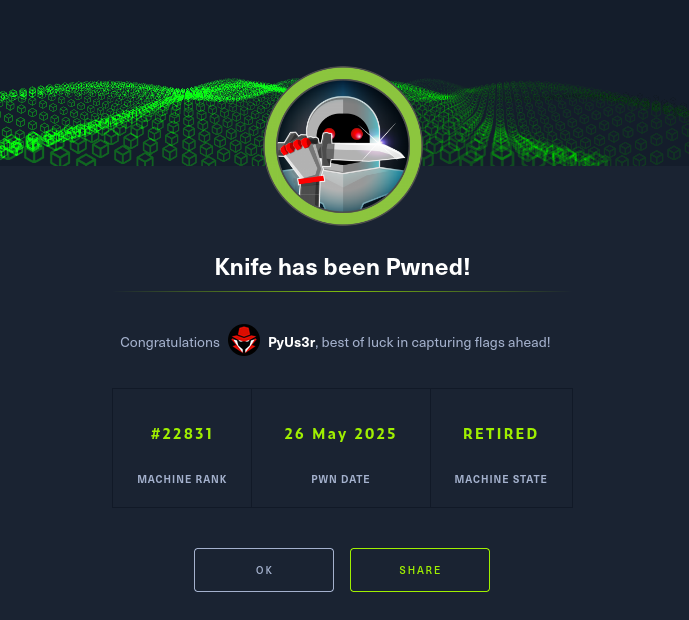 Knife has been Pwned!
Congratulations PyUs3r, best of luck in capturing flags ahead!
#22831 26 May 2025 RETIRED
MACHINE RANK PWN DATE MACHINE STATE
OK SHARE